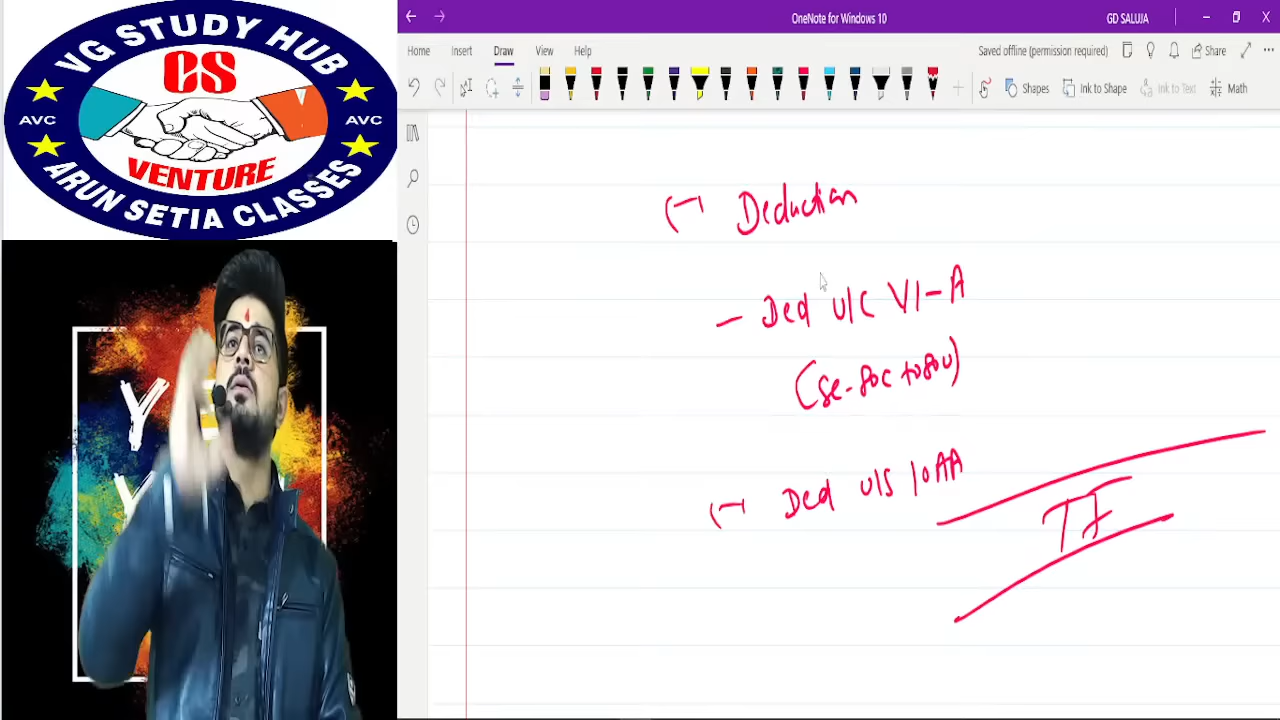 VG STUDY HUB
CS
AVC
AVC
VENTURE
ARUN SETIA CLASSES
Y E
Y
OneNote for Windows 10
GD SALUJA
Home Insert Draw View Help
Saved offline (permission required)
Share
Shapes
Ink to Shape
Ink to Text
Math
(-) Deduction
- Ded U/C VI-A
(Se-80C to 80U)
(-) Ded U/S 10AA
TI